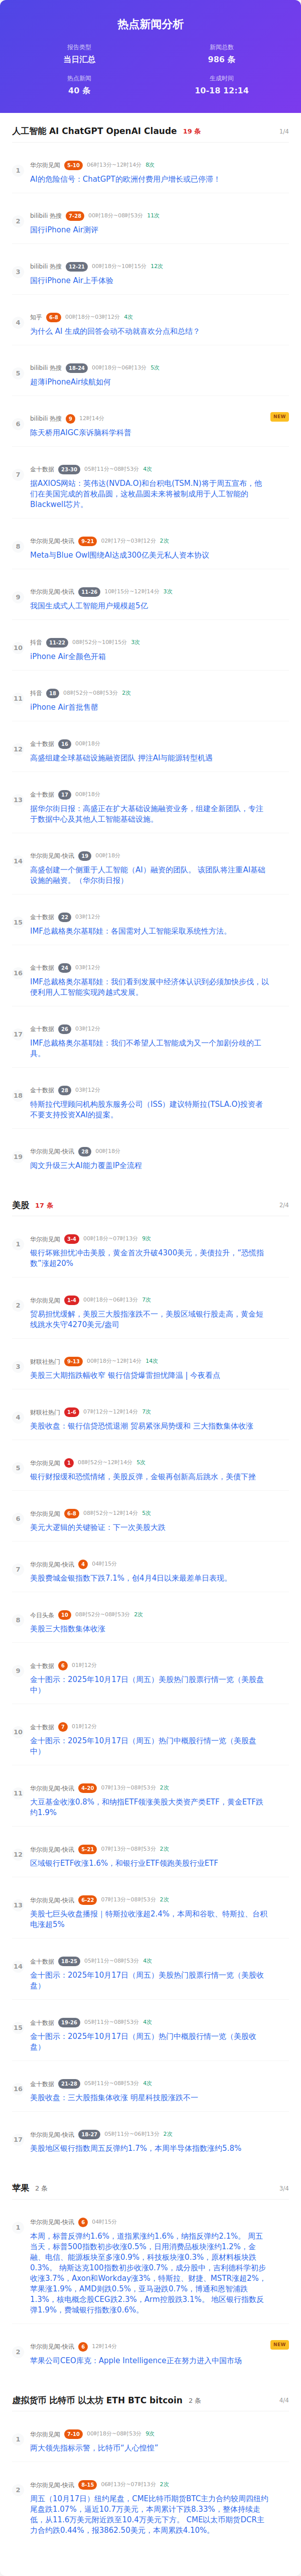 热点新闻分析
报告类型
当日汇总
新闻总数
986 条
热点新闻
40 条
生成时间
10-18 12:14
人工智能 AI ChatGPT OpenAI Claude 19 条 1/4
1
华尔街见闻 5-10 06时13分~12时14分 8次
AI的危险信号：ChatGPT的欧洲付费用户增长或已停滞！
2
bilibili 热搜 7-28 00时18分~08时53分 11次
国行iPhone Air测评
3
bilibili 热搜 12-21 00时18分~10时15分 12次
国行iPhone Air上手体验
4
知乎 6-8 00时18分~03时12分 4次
为什么 AI 生成的回答会动不动就喜欢分点和总结？
5
bilibili 热搜 18-24 00时18分~06时13分 5次
超薄iPhoneAir续航如何
6
bilibili 热搜 9 12时14分 NEW
陈天桥用AIGC亲诉脑科学科普
7
金十数据 23-30 05时11分~08时53分 4次
据AXIOS网站：英伟达(NVDA.O)和台积电(TSM.N)将于周五宣布，他
们在美国完成的首枚晶圆，这枚晶圆未来将被制成用于人工智能的
Blackwell芯片。
8
华尔街见闻-快讯 9-21 02时17分~03时12分 2次
Meta与Blue Owl围绕AI达成300亿美元私人资本协议
9
华尔街见闻-快讯 11-26 10时15分~12时14分 3次
我国生成式人工智能用户规模超5亿
10
抖音 11-22 08时52分~10时15分 3次
iPhone Air全颜色开箱
11
抖音 18 08时52分~08时53分 2次
iPhone Air首批售罄
12
金十数据 16 00时18分
高盛组建全球基础设施融资团队 押注AI与能源转型机遇
13
金十数据 17 00时18分
据华尔街日报：高盛正在扩大基础设施融资业务，组建全新团队，专注
于数据中心及其他人工智能基础设施。
14
华尔街见闻-快讯 19 00时18分
高盛创建一个侧重于人工智能（AI）融资的团队。 该团队将注重AI基础
设施的融资。（华尔街日报）
15
金十数据 22 03时12分
IMF总裁格奥尔基耶娃：各国需对人工智能采取系统性方法。
16
金十数据 24 03时12分
IMF总裁格奥尔基耶娃：我们看到发展中经济体认识到必须加快步伐，以
便利用人工智能实现跨越式发展。
17
金十数据 26 03时12分
IMF总裁格奥尔基耶娃：我们不希望人工智能成为又一个加剧分歧的工
具。
18
金十数据 28 03时12分
特斯拉代理顾问机构股东服务公司（ISS）建议特斯拉(TSLA.O)投资者
不要支持投资XAI的提案。
19
华尔街见闻-快讯 28 00时18分
阅文升级三大AI能力覆盖IP全流程
美股 17 条 2/4
1
华尔街见闻 3-4 00时18分~07时13分 9次
银行坏账担忧冲击美股，黄金首次升破4300美元，美债拉升，“恐慌指
数”涨超20%
2
华尔街见闻 1-4 00时18分~06时13分 7次
贸易担忧缓解，美股三大股指涨跌不一，美股区域银行股走高，黄金短
线跳水失守4270美元/盎司
3
财联社热门 9-13 00时18分~12时14分 14次
美股三大期指跌幅收窄 银行信贷爆雷担忧降温 | 今夜看点
4
财联社热门 1-6 07时12分~12时14分 7次
美股收盘：银行信贷恐慌退潮 贸易紧张局势缓和 三大指数集体收涨
5
华尔街见闻 1 08时52分~12时14分 5次
银行财报缓和恐慌情绪，美股反弹，金银再创新高后跳水，美债下挫
6
华尔街见闻 6-8 08时52分~12时14分 5次
美元大逻辑的关键验证：下一次美股大跌
7
华尔街见闻-快讯 4 04时15分
美股费城金银指数下跌7.1%，创4月4日以来最差单日表现。
8
今日头条 10 08时52分~08时53分 2次
美股三大指数集体收涨
9
金十数据 6 01时12分
金十图示：2025年10月17日（周五）美股热门股票行情一览（美股盘
中）
10
金十数据 7 01时12分
金十图示：2025年10月17日（周五）热门中概股行情一览（美股盘
中）
11
华尔街见闻-快讯 4-20 07时13分~08时53分 2次
大豆基金收涨0.8%，和纳指ETF领涨美股大类资产类ETF，黄金ETF跌
约1.9%
12
华尔街见闻-快讯 5-21 07时13分~08时53分 2次
区域银行ETF收涨1.6%，和银行业ETF领跑美股行业ETF
13
华尔街见闻-快讯 6-22 07时13分~08时53分 2次
美股七巨头收盘播报｜特斯拉收涨超2.4%，本周和谷歌、特斯拉、台积
电涨超5%
14
金十数据 18-25 05时11分~08时53分 4次
金十图示：2025年10月17日（周五）美股热门股票行情一览（美股收
盘）
15
金十数据 19-26 05时11分~08时53分 4次
金十图示：2025年10月17日（周五）热门中概股行情一览（美股收
盘）
16
金十数据 21-28 05时11分~08时53分 4次
美股收盘：三大股指集体收涨 明星科技股涨跌不一
17
华尔街见闻-快讯 18-27 05时11分~06时13分 2次
美股地区银行指数周五反弹约1.7%，本周半导体指数涨约5.8%
苹果 2 条 3/4
1
华尔街见闻-快讯 6 04时15分
本周，标普反弹约1.6%，道指累涨约1.6%，纳指反弹约2.1%。 周五
当天，标普500指数初步收涨0.5%，日用消费品板块涨约1.2%，金
融、电信、能源板块至多涨0.9%，科技板块涨0.3%，原材料板块跌
0.3%。 纳斯达克100指数初步收涨0.7%，成分股中，吉利德科学初步
收涨3.7%，Axon和Workday涨3%，特斯拉、财捷、MSTR涨超2%，
苹果涨1.9%，AMD则跌0.5%，亚马逊跌0.7%，博通和恩智浦跌
1.3%，核电概念股CEG跌2.3%，Arm控股跌3.1%。 地区银行指数反
弹1.9%，费城银行指数涨0.6%。
2
华尔街见闻-快讯 6 12时14分 NEW
苹果公司CEO库克：Apple Intelligence正在努力进入中国市场
虚拟货币 比特币 以太坊 ETH BTC bitcoin 2 条 4/4
1
华尔街见闻 7-10 00时18分~08时53分 9次
两大领先指标示警，比特币“人心惶惶”
2
华尔街见闻-快讯 8-15 06时13分~07时13分 2次
周五（10月17日）纽约尾盘，CME比特币期货BTC主力合约较周四纽约
尾盘跌1.07%，逼近10.7万美元，本周累计下跌8.33%，整体持续走
低，从11.6万美元附近跌至10.4万美元下方。 CME以太币期货DCR主
力合约跌0.44%，报3862.50美元，本周累跌4.10%。